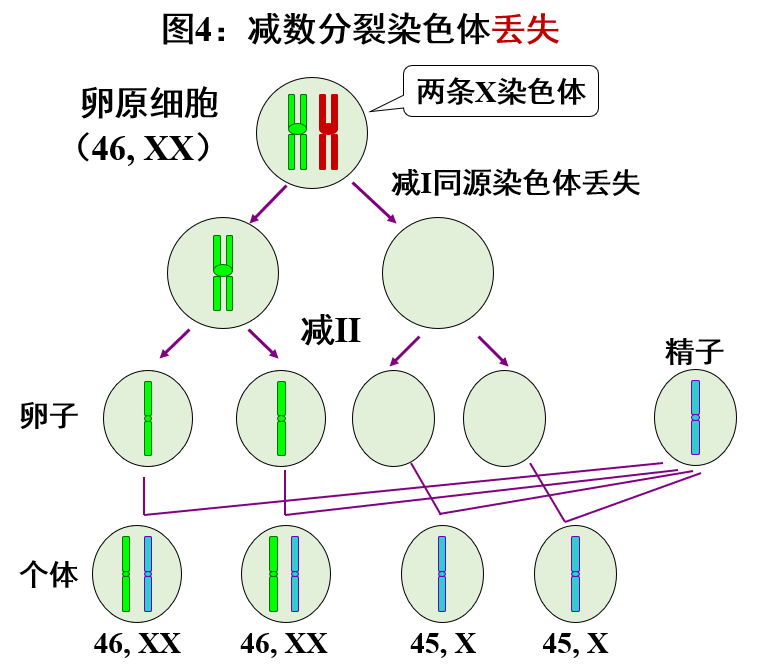 图4：减数分裂染色体丢失
两条X染色体
卵原细胞
（46, XX）
减I同源染色体丢失
减II
精子
卵子
个体
46, XX 46, XX 45, X 45, X